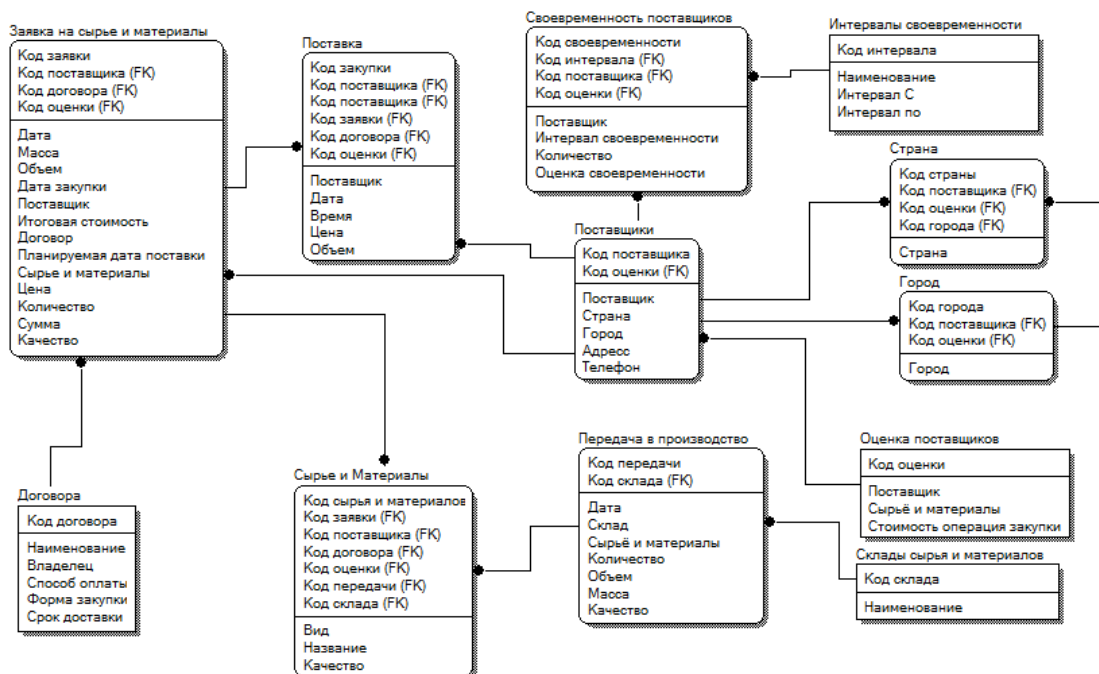 Заявка на сырье и материалы
Код заявки
Код поставщика (FK)
Код договора (FK)
Код оценки (FK)
Дата
Масса
Объем
Дата закупки
Поставщик
Итоговая стоимость
Договор
Планируемая дата поставки
Сырье и материалы
Цена
Количество
Сумма
Качество
Поставка
Код закупки
Код поставщика (FK)
Код поставщика (FK)
Код заявки (FK)
Код договора (FK)
Код оценки (FK)
Поставщик
Дата
Время
Цена
Объем
Своевременность поставщиков
Код своевременности
Код интервала (FK)
Код поставщика (FK)
Код оценки (FK)
Поставщик
Интервал своевременности
Количество
Оценка своевременности
Интервалы своевременности
Код интервала
Наименование
Интервал С
Интервал по
Страна
Код страны
Код поставщика (FK)
Код оценки (FK)
Код города (FK)
Страна
Поставщики
Код поставщика
Код оценки (FK)
Поставщик
Страна
Город
Адресс
Телефон
Город
Код города
Код поставщика (FK)
Код оценки (FK)
Город
Договора
Код договора
Наименование
Владелец
Способ оплаты
Форма закупки
Срок доставки
Сырье и Материалы
Код сырья и материалов
Код заявки (FK)
Код поставщика (FK)
Код договора (FK)
Код оценки (FK)
Код передачи (FK)
Код склада (FK)
Вид
Название
Качество
Передача в производство
Код передачи
Код склада (FK)
Дата
Склад
Сырьё и материалы
Количество
Объем
Масса
Качество
Оценка поставщиков
Код оценки
Поставщик
Сырьё и материалы
Стоимость операция закупки
Склады сырья и материалов
Код склада
Наименование